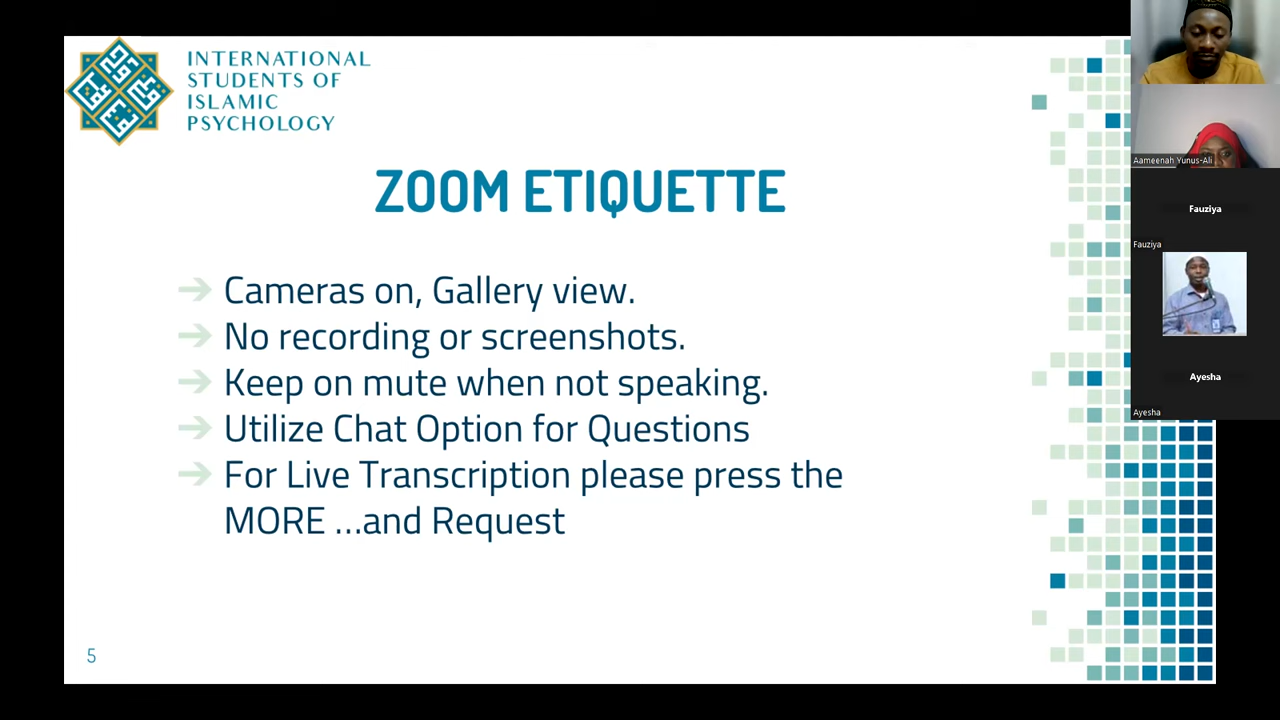 INTERNATIONAL
STUDENTS OF
ISLAMIC
PSYCHOLOGY
ZOOM ETIQUETTE
Cameras on, Gallery view.
No recording or screenshots.
Keep on mute when not speaking.
Utilize Chat Option for Questions
For Live Transcription please press the
MORE ...and Request
5
Aameenah Yunus-Ali
Fauziya
Fauziya
Ayesha
Ayesha